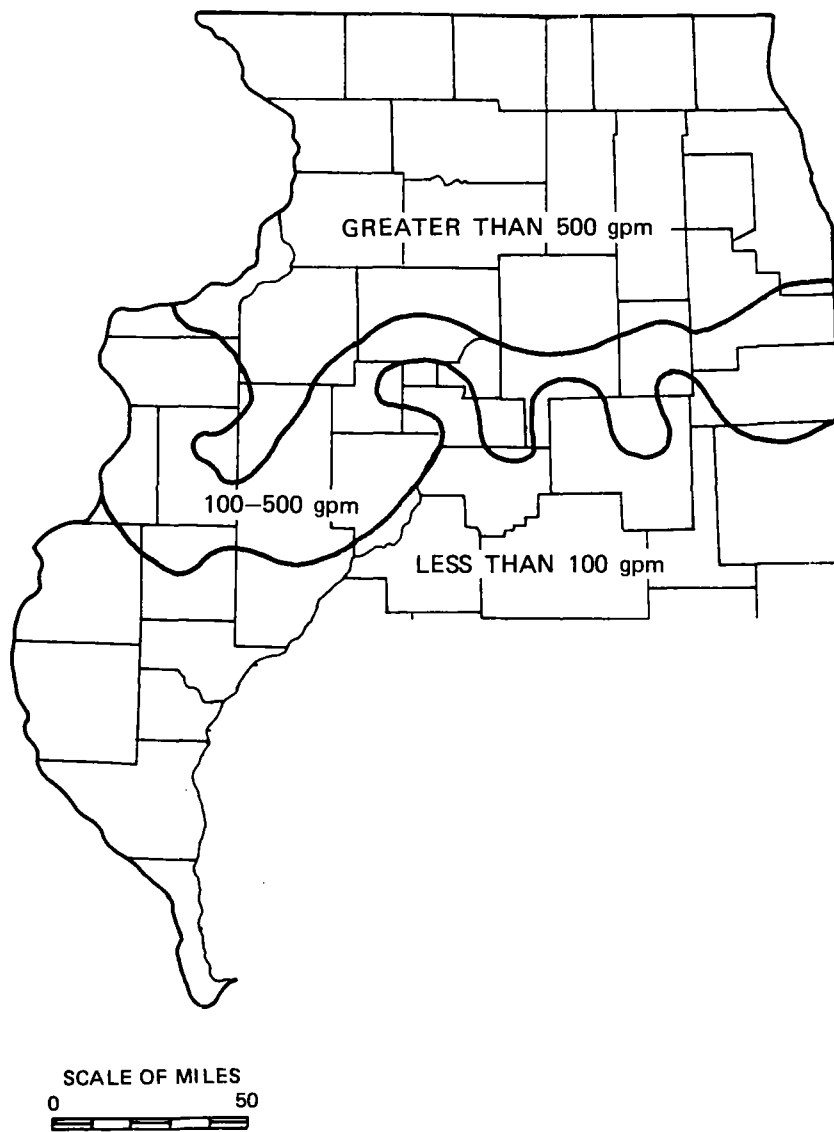 GREATER THAN 500 gpm
100–500 gpm
LESS THAN 100 gpm
SCALE OF MILES
0 50